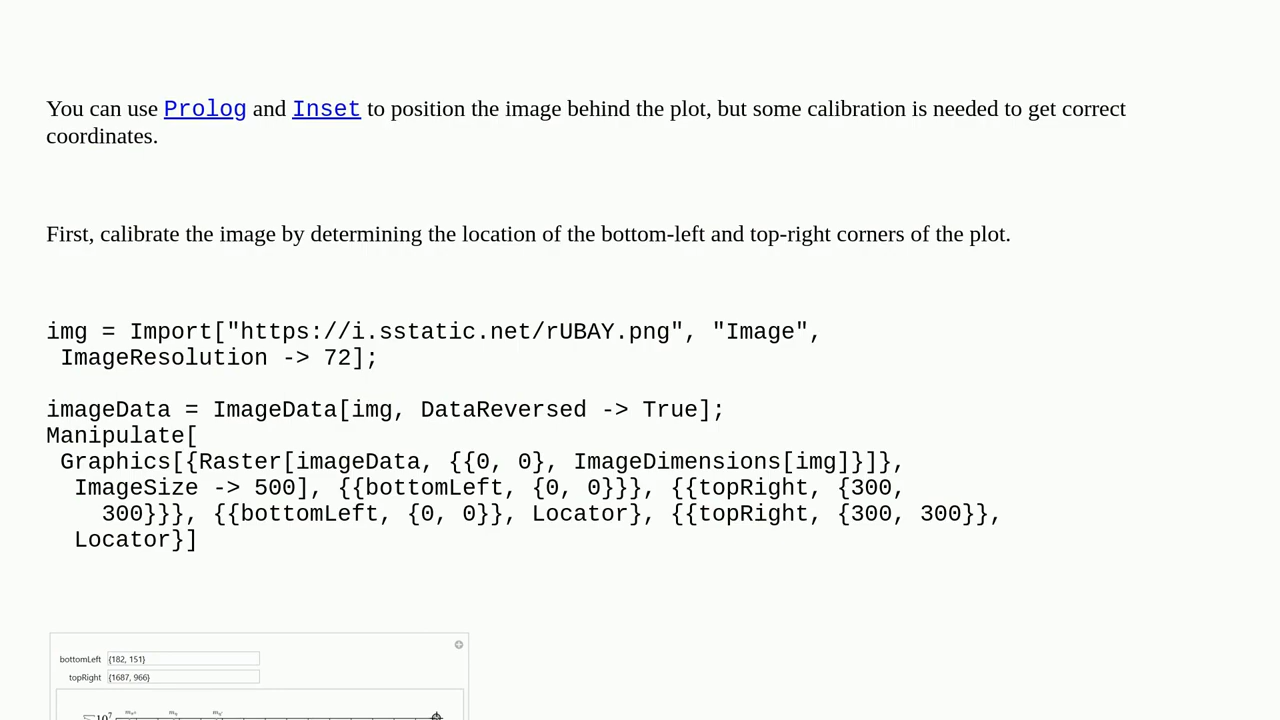 You can use Prolog and Inset to position the image behind the plot, but some calibration is needed to get correct
coordinates.
First, calibrate the image by determining the location of the bottom-left and top-right corners of the plot.
img = Import["https://i.sstatic.net/rUBAY.png", "Image",
 ImageResolution -> 72];
imageData = ImageData[img, DataReversed -> True];
Manipulate[
 Graphics[{Raster[imageData, {{0, 0}, ImageDimensions[img]}]},
  ImageSize -> 500], {{bottomLeft, {0, 0}}}, {{topRight, {300,
    300}}}, {{bottomLeft, {0, 0}}, Locator}, {{topRight, {300, 300}},
  Locator}]
bottomLeft {182, 151}
topRight {1687, 966}
10⁷